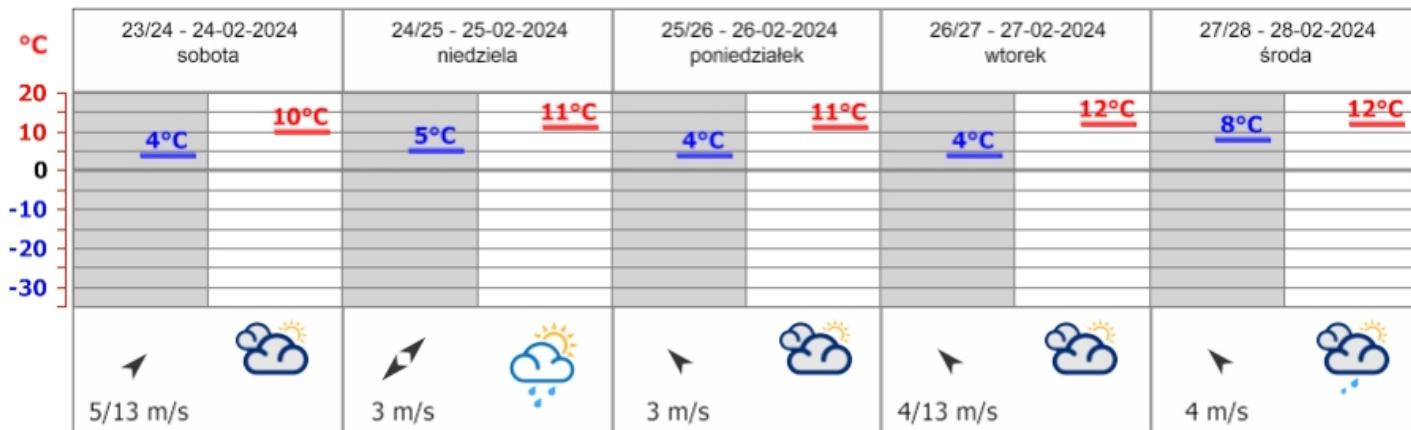 °C
23/24 - 24-02-2024
sobota
24/25 - 25-02-2024
niedziela
25/26 - 26-02-2024
poniedziałek
26/27 - 27-02-2024
wtorek
27/28 - 28-02-2024
środa
20
10
0
-10
-20
-30
4°C
10°C
5°C
11°C
4°C
11°C
4°C
12°C
8°C
12°C
5/13 m/s
3 m/s
3 m/s
4/13 m/s
4 m/s